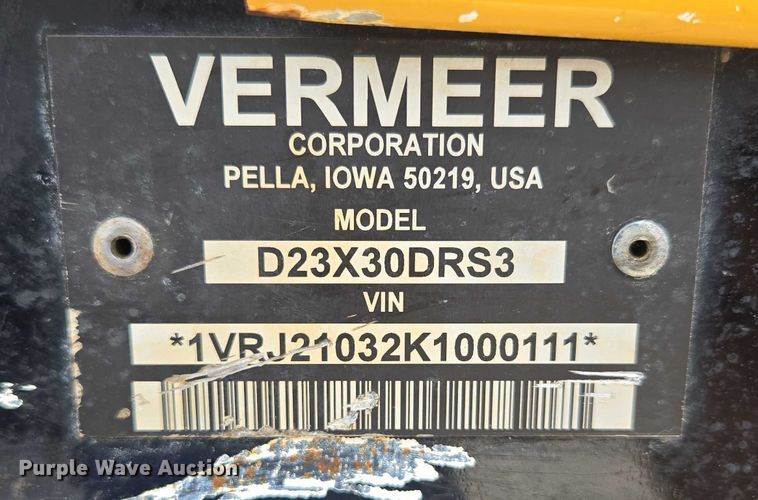 VERMEER
CORPORATION
PELLA, IOWA 50219, USA
MODEL
D23X30DRS3
VIN
*1VRJ21032K1000111*
Purple Wave Auction